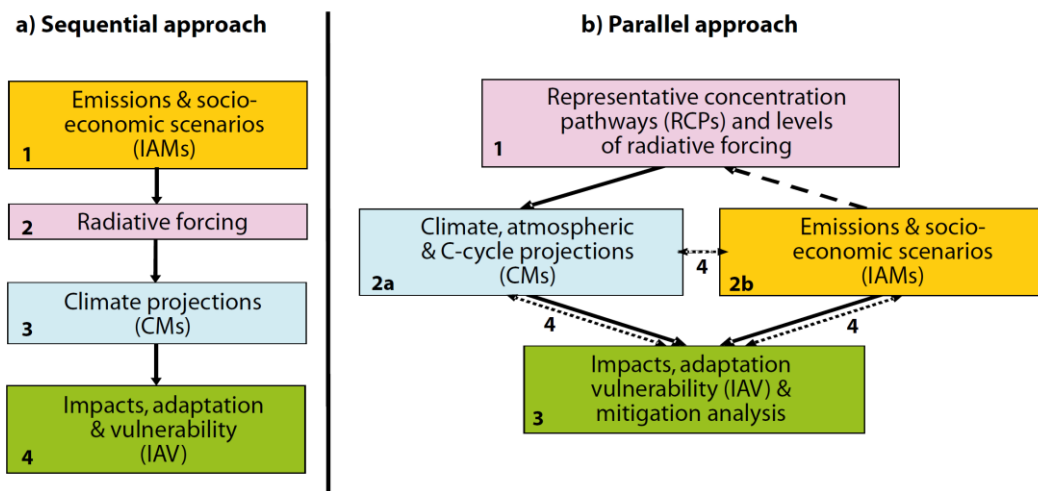 a) Sequential approach
Emissions & socio-
economic scenarios
(IAMs)
1
Radiative forcing
2
Climate projections
(CMs)
3
Impacts, adaptation
& vulnerability
(IAV)
4
b) Parallel approach
Representative concentration
pathways (RCPs) and levels
of radiative forcing
1
Climate, atmospheric
& C-cycle projections
(CMs)
2a
4
Emissions & socio-
economic scenarios
(IAMs)
2b
4
4
Impacts, adaptation
vulnerability (IAV) &
mitigation analysis
3